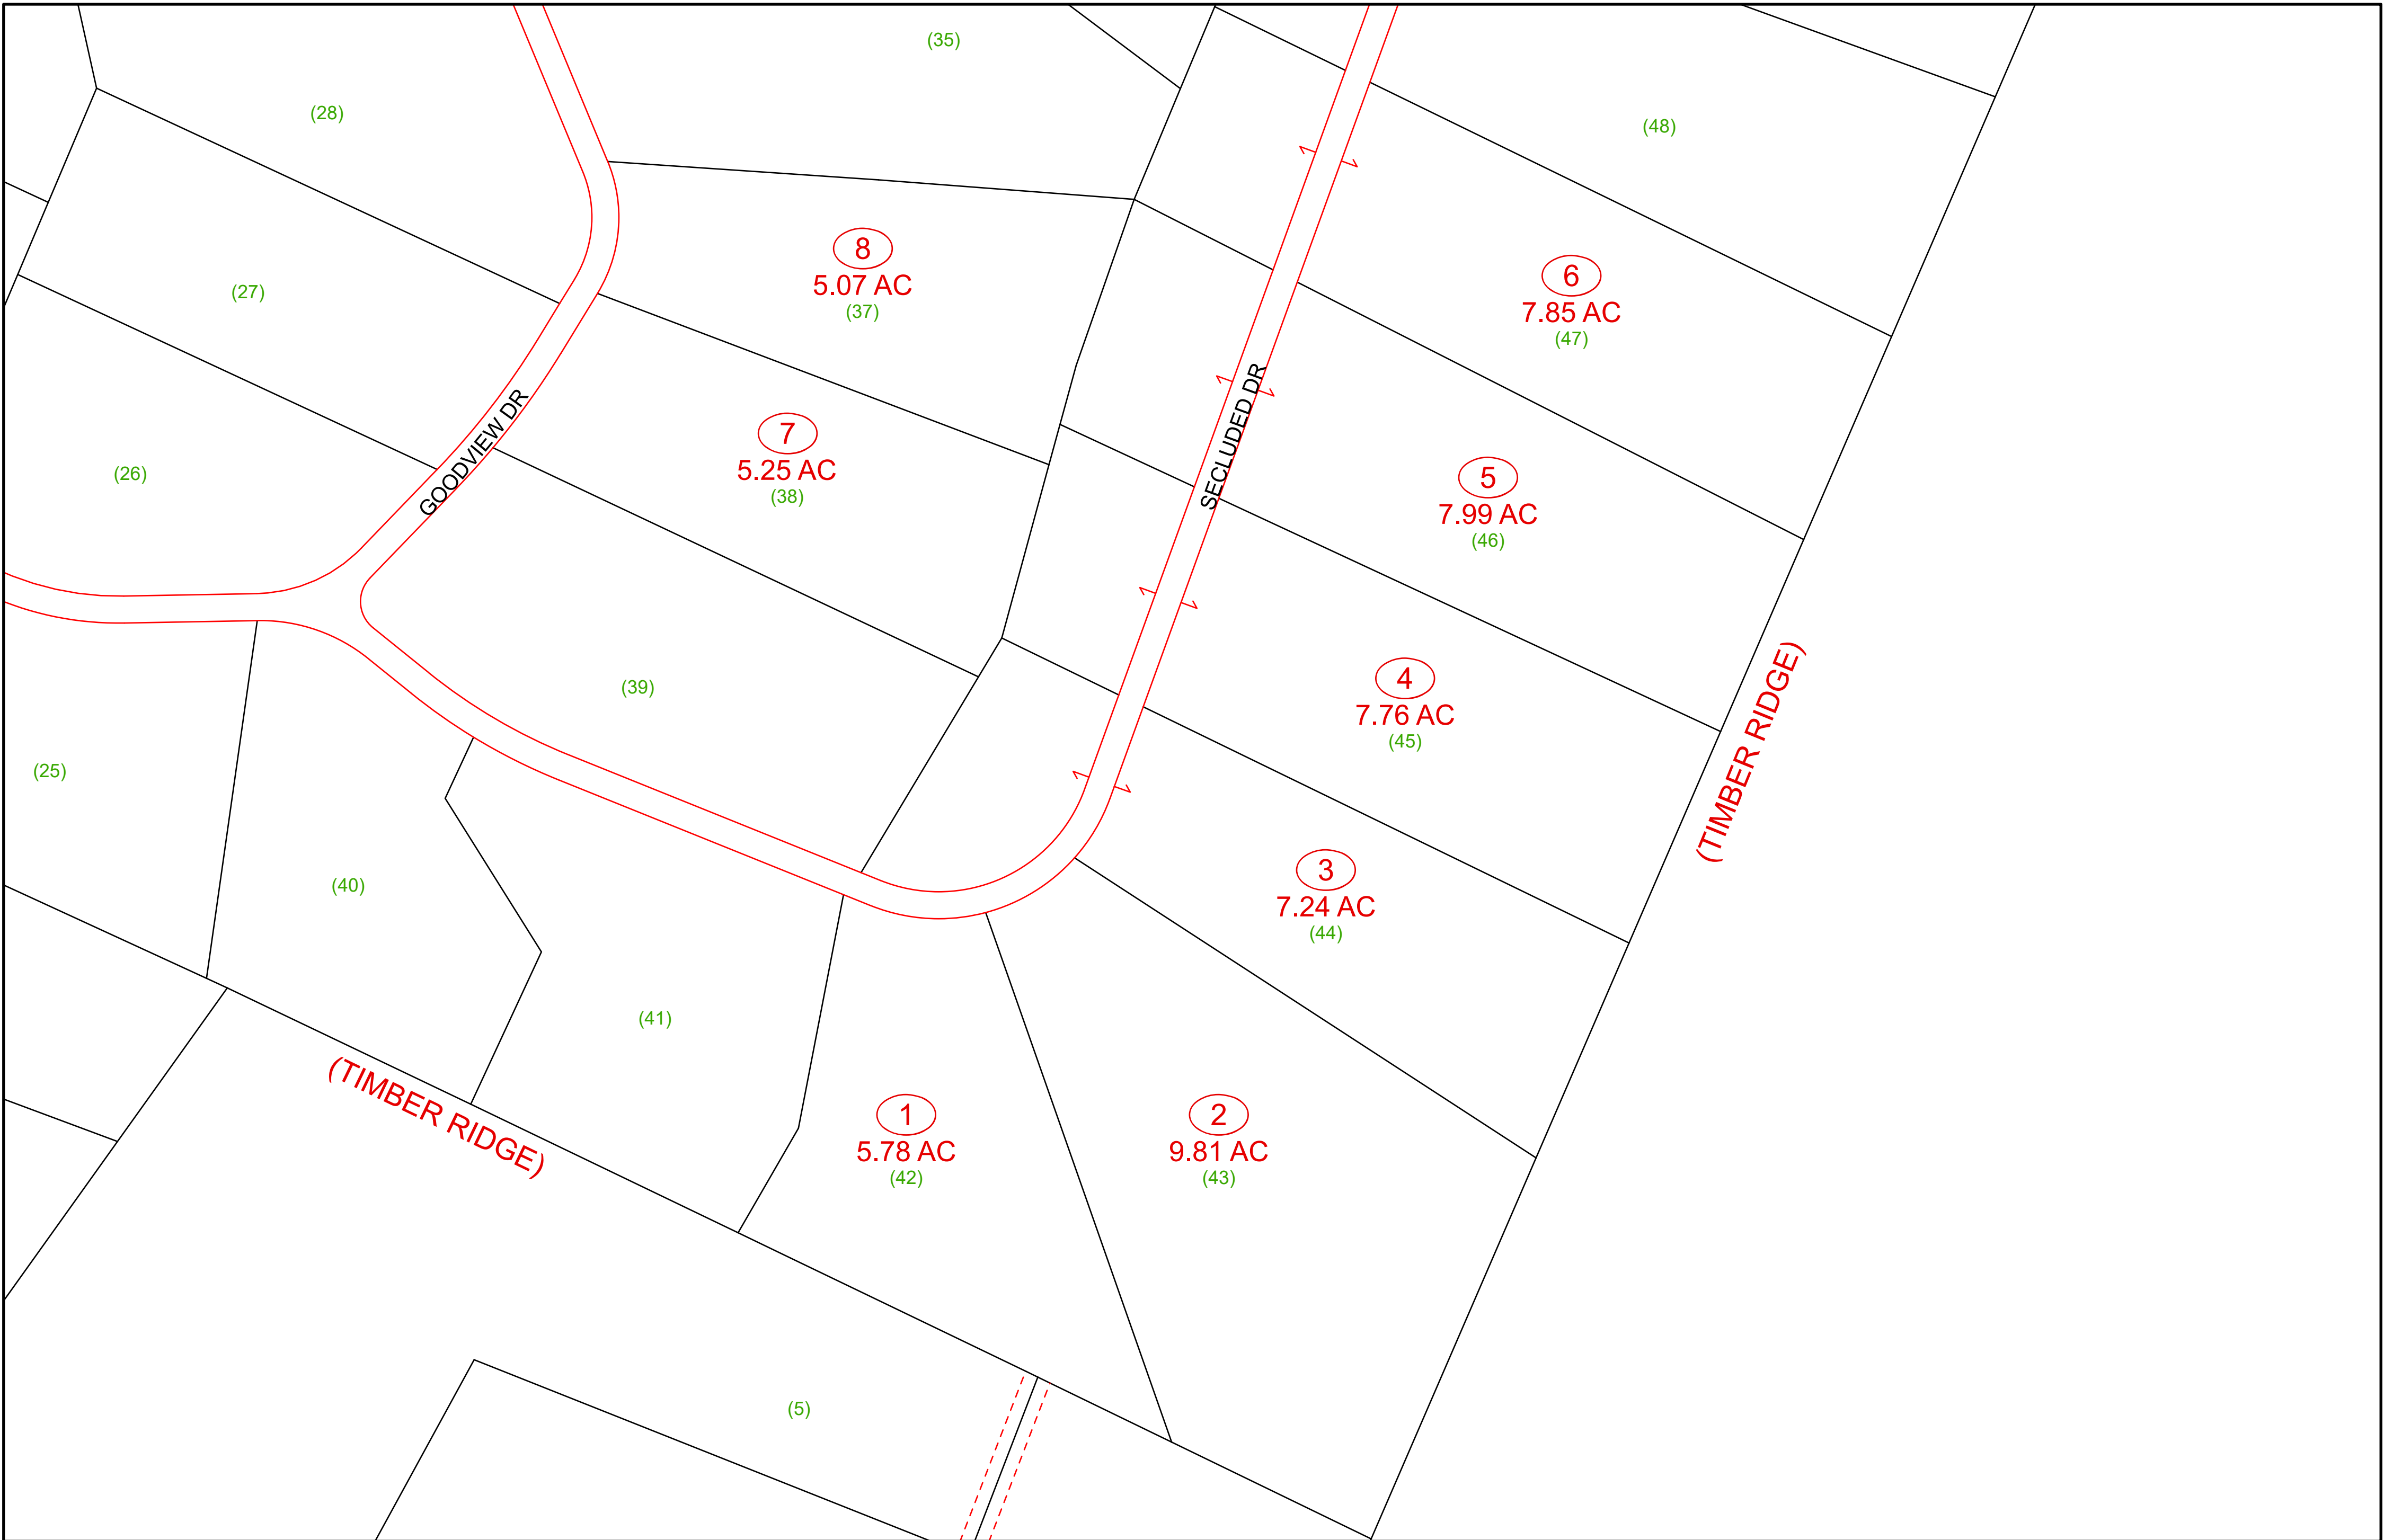 (35)
(28)
(48)
8
5.07 AC
(37)
6
7.85 AC
(47)
(27)
7
5.25 AC
(38)
GOODVIEW DR
SECLUDED DR
5
7.99 AC
(46)
(26)
4
7.76 AC
(45)
(39)
(TIMBER RIDGE)
(25)
3
7.24 AC
(44)
(40)
(41)
(TIMBER RIDGE)
1
5.78 AC
(42)
2
9.81 AC
(43)
(5)